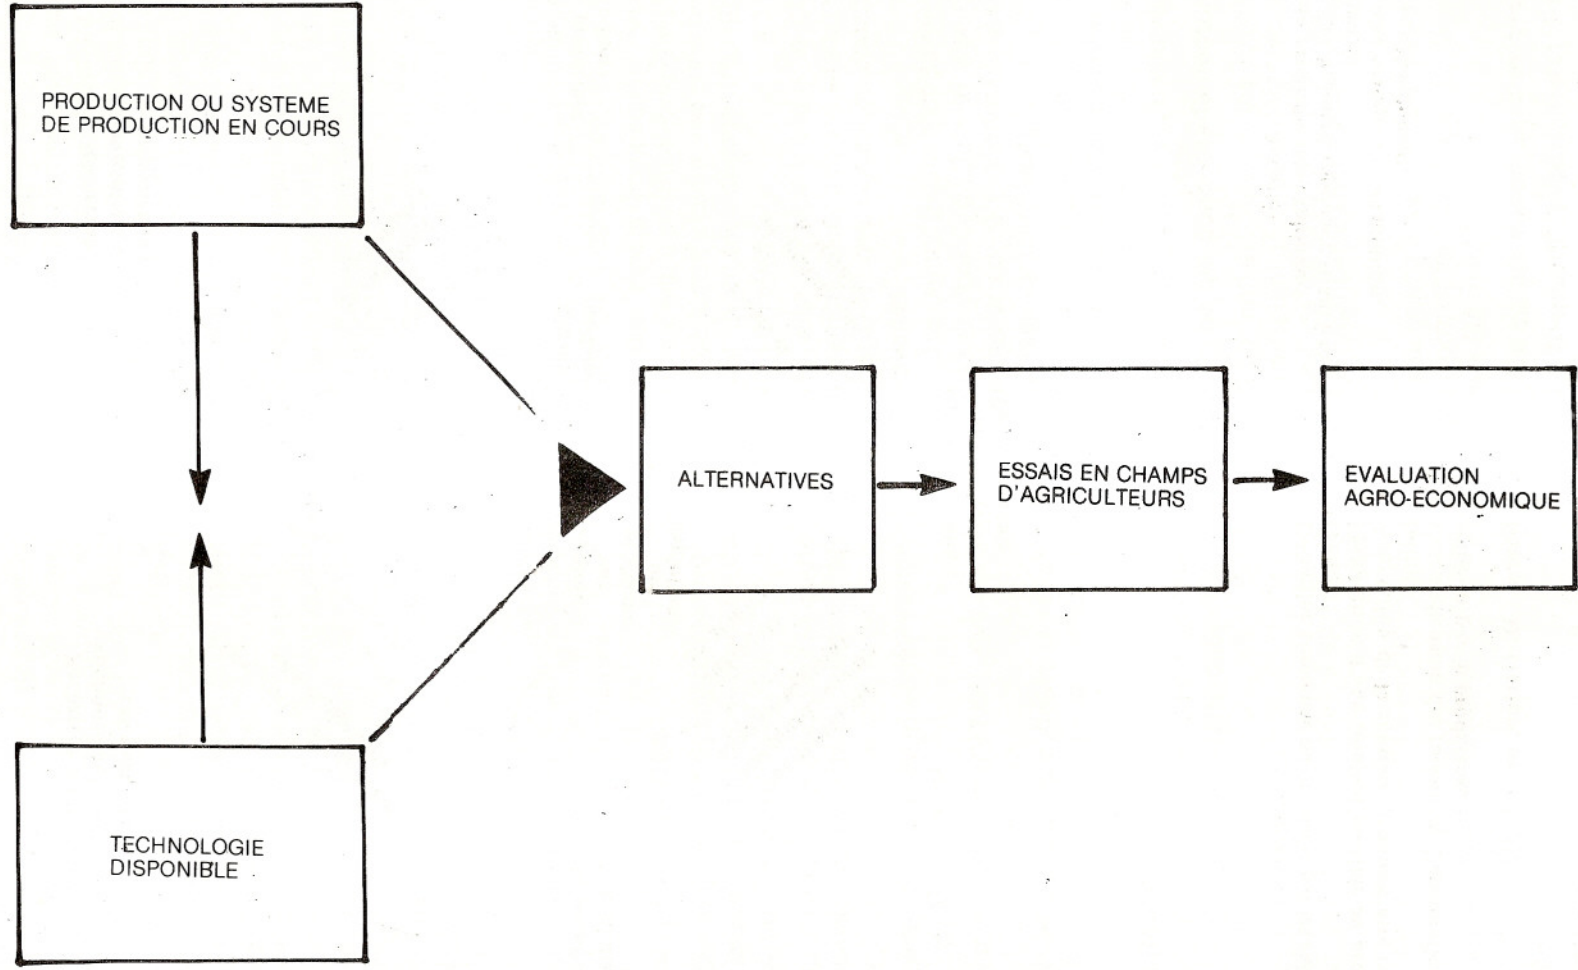 PRODUCTION OU SYSTEME
DE PRODUCTION EN COURS
ALTERNATIVES
ESSAIS EN CHAMPS
D'AGRICULTEURS
EVALUATION
AGRO-ECONOMIQUE
TECHNOLOGIE
DISPONIBLE